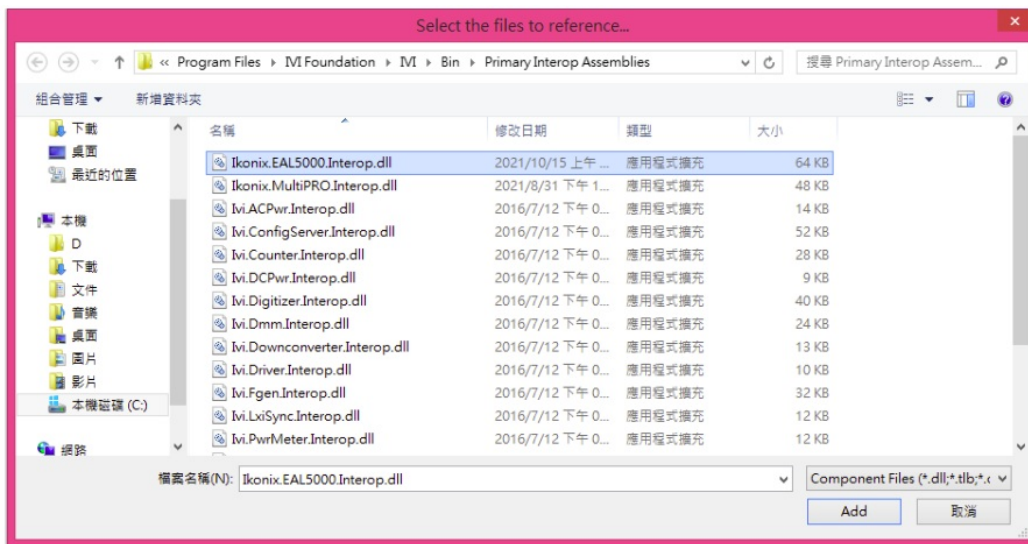 Select the files to reference...
« Program Files IVI Foundation IVI Bin Primary Interop Assemblies 搜尋 Primary Interop Assem...
組合管理 新增資料夾
名稱 修改日期 類型 大小
下載
桌面
最近的位置
本機
D
下載
文件
音樂
桌面
圖片
影片
本機磁碟 (C:)
網路
Ikonix.EAL5000.Interop.dll 2021/10/15 上午 ... 應用程式擴充 64 KB
Ikonix.MultiPRO.Interop.dll 2021/8/31 下午 1... 應用程式擴充 48 KB
Ivi.ACPwr.Interop.dll 2016/7/12 下午 0... 應用程式擴充 14 KB
Ivi.ConfigServer.Interop.dll 2016/7/12 下午 0... 應用程式擴充 52 KB
Ivi.Counter.Interop.dll 2016/7/12 下午 0... 應用程式擴充 28 KB
Ivi.DCPwr.Interop.dll 2016/7/12 下午 0... 應用程式擴充 9 KB
Ivi.Digitizer.Interop.dll 2016/7/12 下午 0... 應用程式擴充 40 KB
Ivi.Dmm.Interop.dll 2016/7/12 下午 0... 應用程式擴充 24 KB
Ivi.Downconverter.Interop.dll 2016/7/12 下午 0... 應用程式擴充 13 KB
Ivi.Driver.Interop.dll 2016/7/12 下午 0... 應用程式擴充 10 KB
Ivi.Fgen.Interop.dll 2016/7/12 下午 0... 應用程式擴充 32 KB
Ivi.LxiSync.Interop.dll 2016/7/12 下午 0... 應用程式擴充 12 KB
Ivi.PwrMeter.Interop.dll 2016/7/12 下午 0... 應用程式擴充 12 KB
檔案名稱(N): Ikonix.EAL5000.Interop.dll Component Files (*.dll;*.tlb;*.c
Add 取消